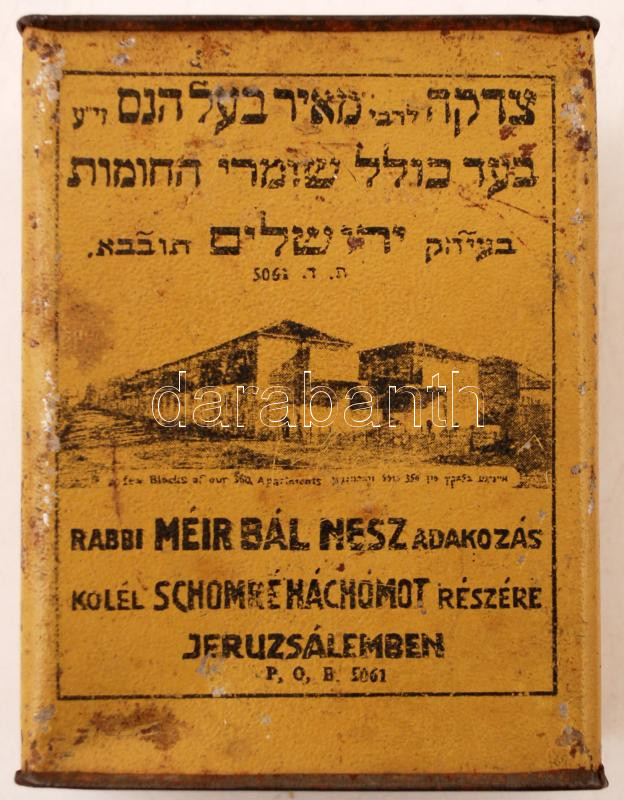 צדקה לרבי מאיר בעל הנס זי״ע
בעד כולל שומרי החומות
בעיה״ק ירושלים תובבא.
ת. ד. 5061
darabanth
a few Blocks of our 360 Apartments
RABBI MÉIR BÁL NESZ ADAKOZÁS
KOLÉL SCHOMRÉ HÁCHOMOT RÉSZÉRE
JERUZSÁLEMBEN
P, O, B. 5061